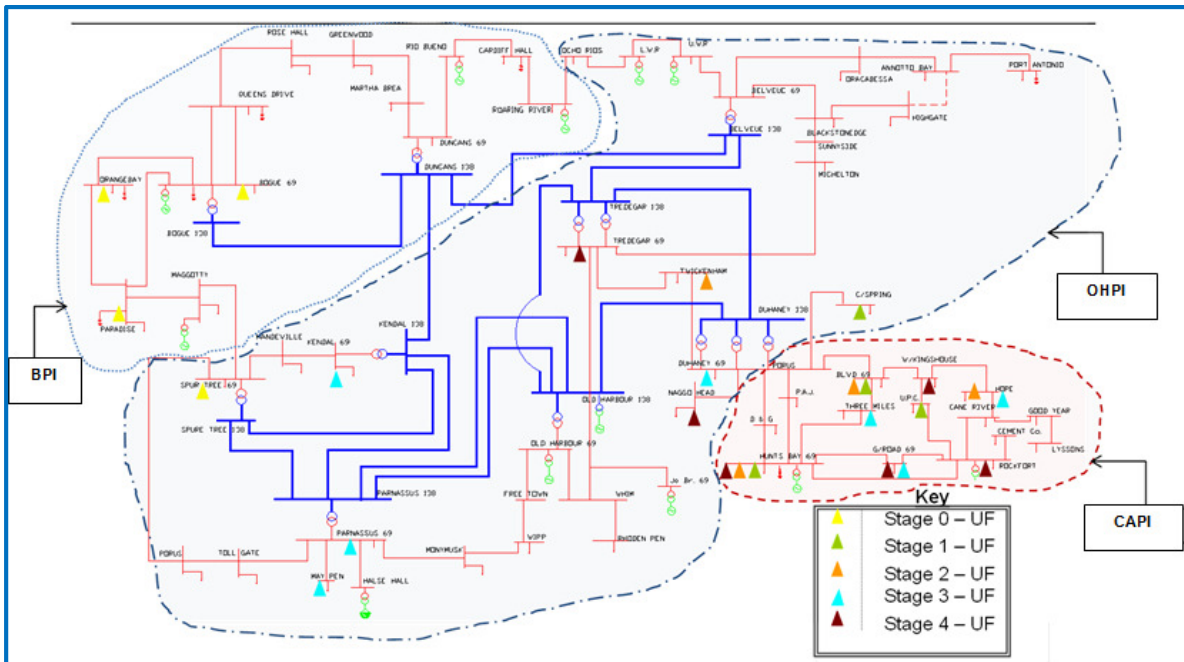 ROSE HALL
GREENWOOD
RIO BUENO
CARDIFF HALL
OCHO RIOS
L.W.R
U.W.R
ANNOTTO BAY
PORT ANTONIO
ORACABESSA
QUEENS DRIVE
MARTHA BREA
ROARING RIVER
BELVEUE 69
HIGHGATE
BLACKSTONEDGE
BELVEUE 138
SUNNYSIDE
DUNCANS 69
MICHELTON
DUNCANS 138
ORANGEBAY
BOGUE 69
BOGUE 138
TREDEGAR 138
TREDEGAR 69
OHPI
MAGGOTTY
TWICKENHAM
C/SPRING
PARADISE
KENDAL 138
DUHANEY 138
BPI
MANDEVILLE
KENDAL 69
DUHANEY 69
POPUS
W/KINGSHOUSE
BLVD 69
SPUR TREE 69
NAGGO HEAD
P.A.J.
U.P.C.
HOPE
CANE RIVER
THREE MILES
GOOD YEAR
OLD HARBOUR 138
D & G
CEMENT Co.
SPURE TREE 138
LYSSONS
OLD HARBOUR 69
HUNTS BAY 69
G/ROAD 69
ROCKFORT
Jo Br. 69
PARNASSUS 138
FREE TOWN
WHIM
Key
Stage 0 – UF
Stage 1 – UF
Stage 2 – UF
Stage 3 – UF
Stage 4 – UF
CAPI
PARNASSUS 69
WIPP
RHODEN PEN
POPUS
TOLL GATE
MONYMUSK
MAY PEN
HALSE HALL